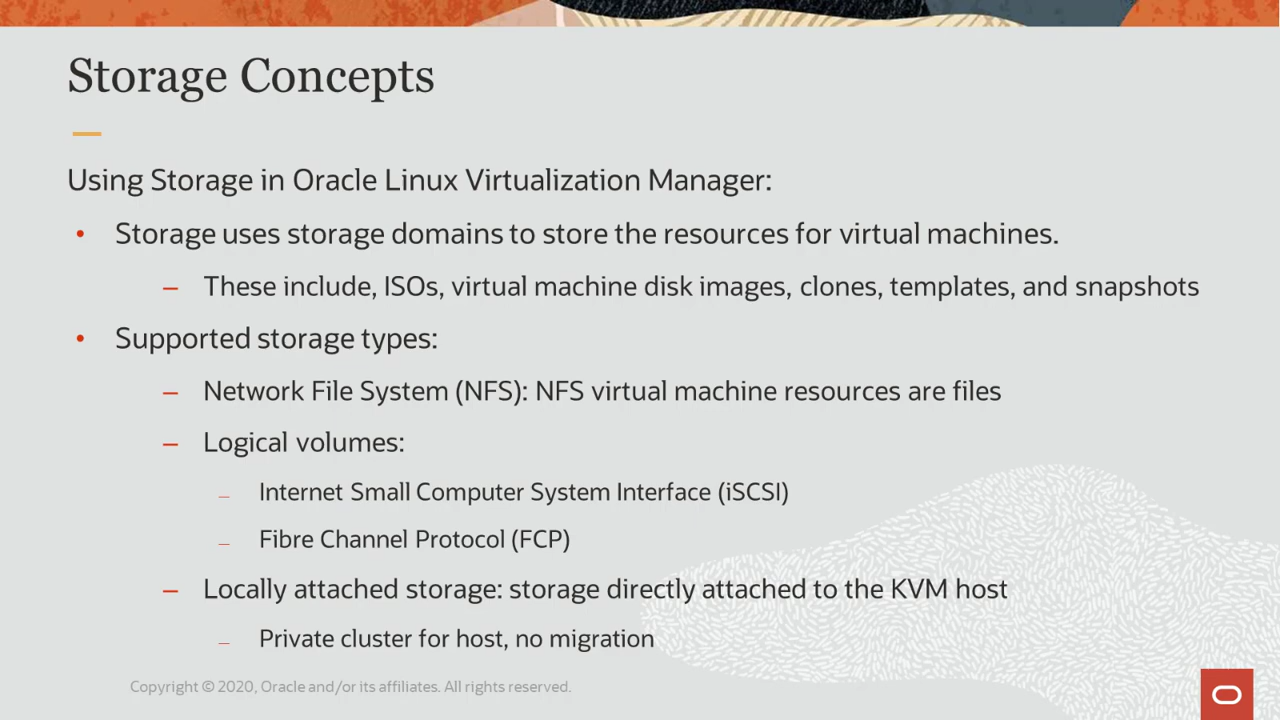 Storage Concepts
Using Storage in Oracle Linux Virtualization Manager:
• Storage uses storage domains to store the resources for virtual machines.
– These include, ISOs, virtual machine disk images, clones, templates, and snapshots
• Supported storage types:
– Network File System (NFS): NFS virtual machine resources are files
– Logical volumes:
– Internet Small Computer System Interface (iSCSI)
– Fibre Channel Protocol (FCP)
– Locally attached storage: storage directly attached to the KVM host
– Private cluster for host, no migration
Copyright © 2020, Oracle and/or its affiliates. All rights reserved.